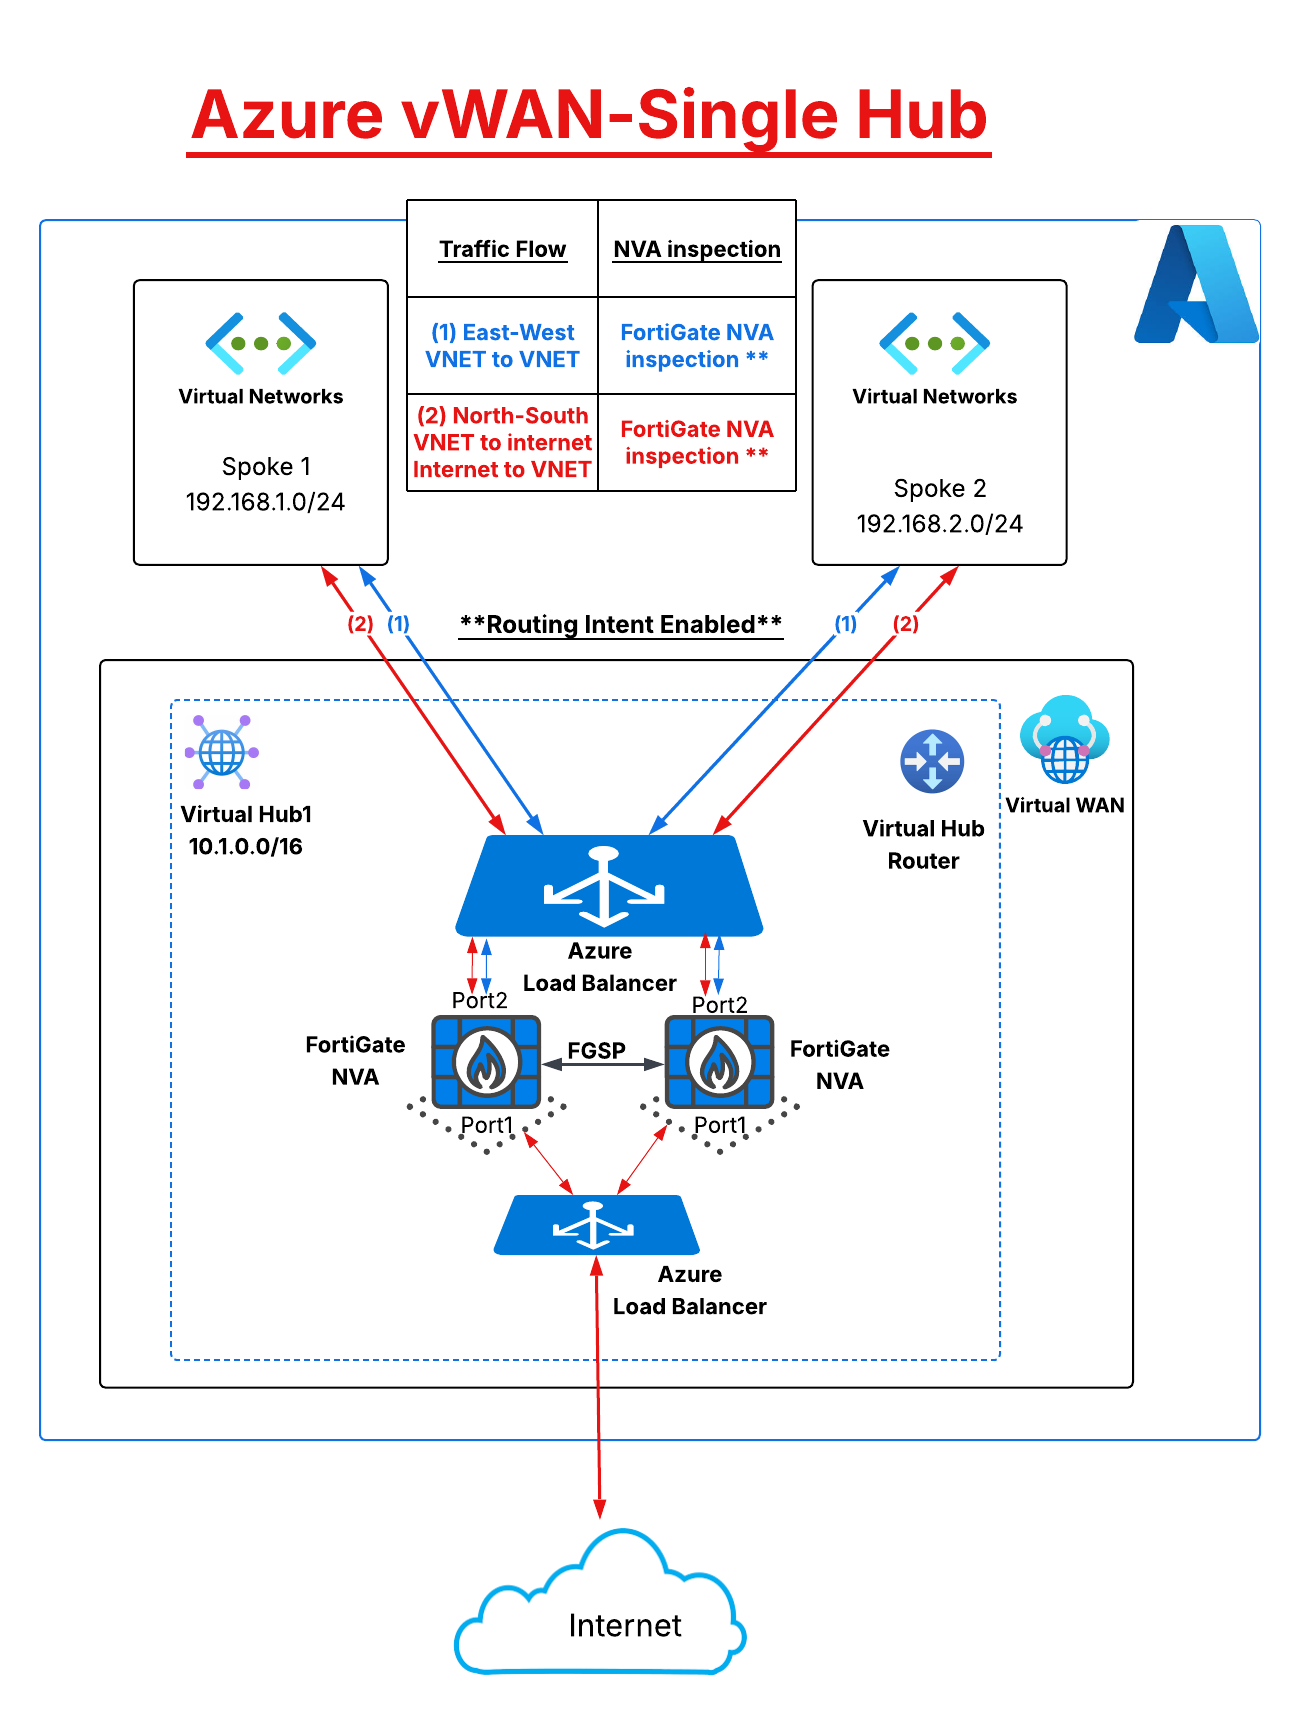 Azure vWAN-Single Hub
Traffic Flow
NVA inspection
(1) East-West
VNET to VNET
FortiGate NVA
inspection **
(2) North-South
VNET to internet
Internet to VNET
FortiGate NVA
inspection **
Virtual Networks
Spoke 1
192.168.1.0/24
Virtual Networks
Spoke 2
192.168.2.0/24
(2)
(1)
**Routing Intent Enabled**
(1)
(2)
Virtual Hub1
10.1.0.0/16
Virtual Hub
Router
Virtual WAN
Azure
Load Balancer
Port2
Port2
FortiGate
NVA
FGSP
FortiGate
NVA
Port1
Port1
Azure
Load Balancer
Internet